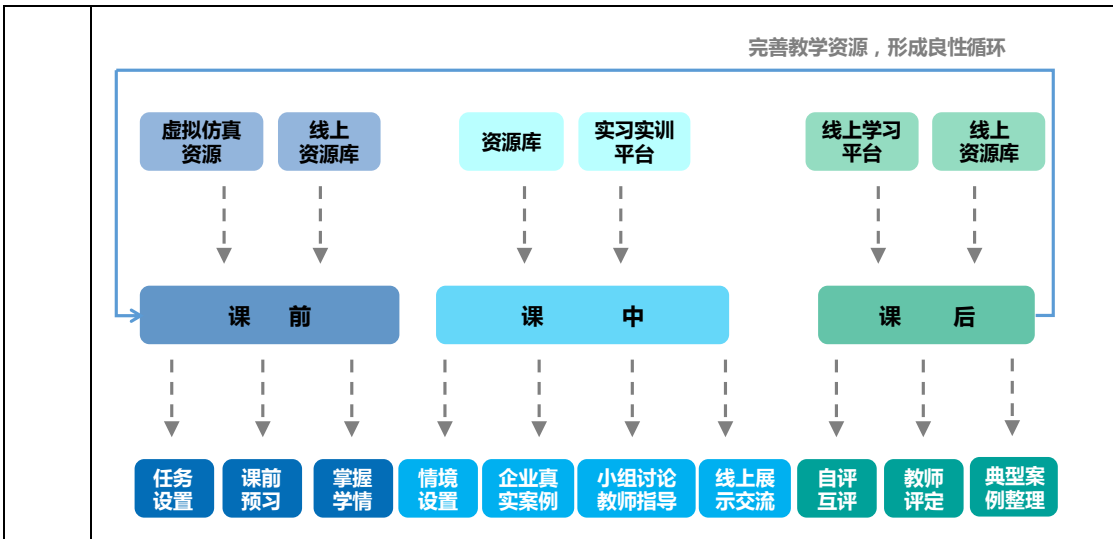 完善教学资源，形成良性循环
虚拟仿真
资源
线上
资源库
资源库
实习实训
平台
线上学习
平台
线上
资源库
课 前
课 中
课 后
任务
设置
课前
预习
掌握
学情
情境
设置
企业真
实案例
小组讨论
教师指导
线上展
示交流
自评
互评
教师
评定
典型案
例整理